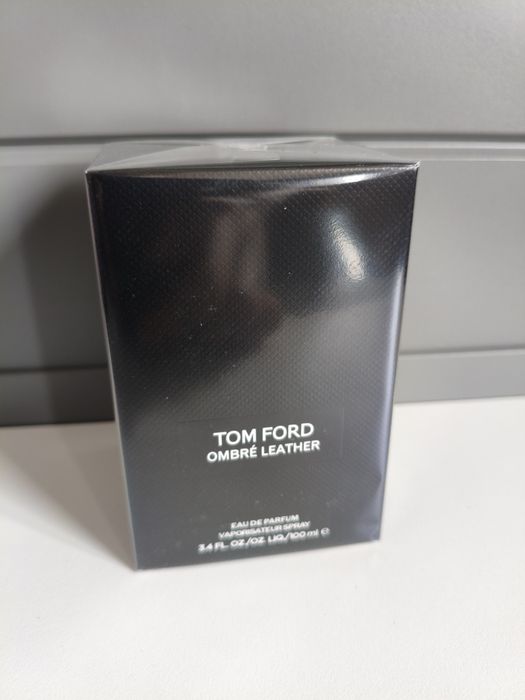 TOM FORD
OMBRÉ LEATHER
EAU DE PARFUM
VAPORISATEUR SPRAY
3.4 FL. OZ/OZ. LIQ/100 ml ℮